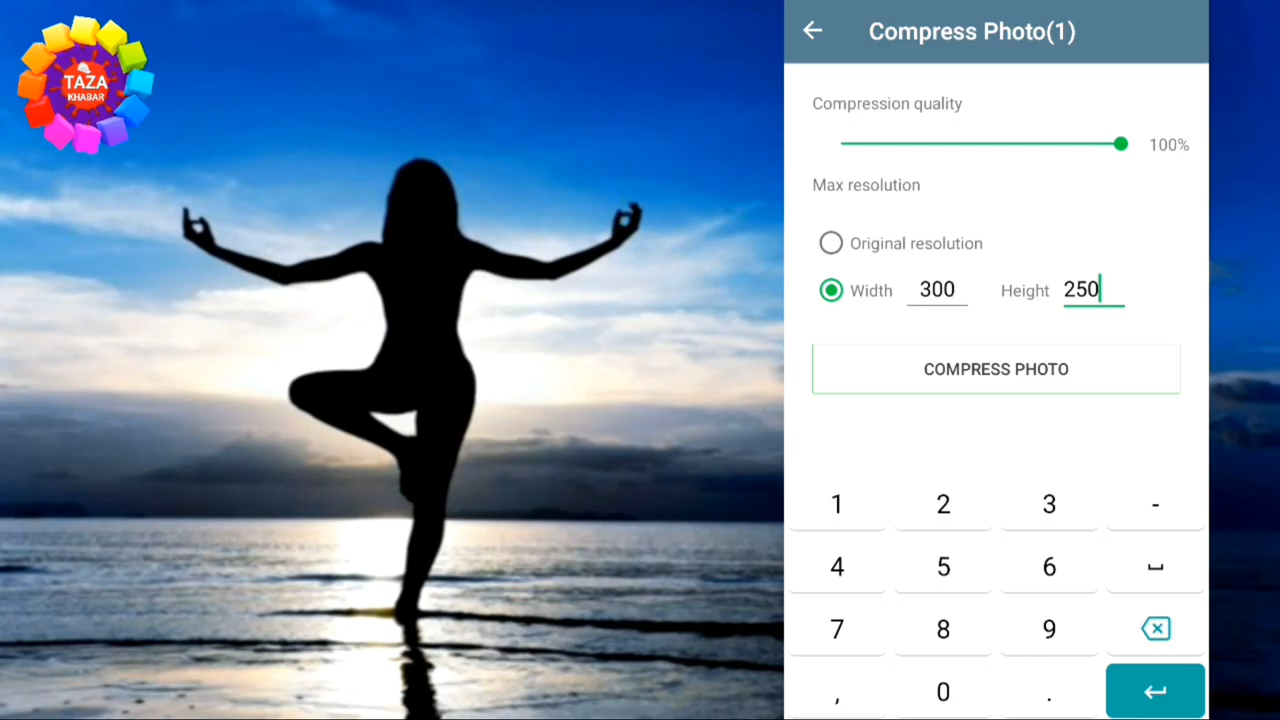 TAZA
KHABAR
Compress Photo(1)
Compression quality
100%
Max resolution
Original resolution
Width 300 Height 250
COMPRESS PHOTO
1 2 3 -
4 5 6
7 8 9
, 0 .